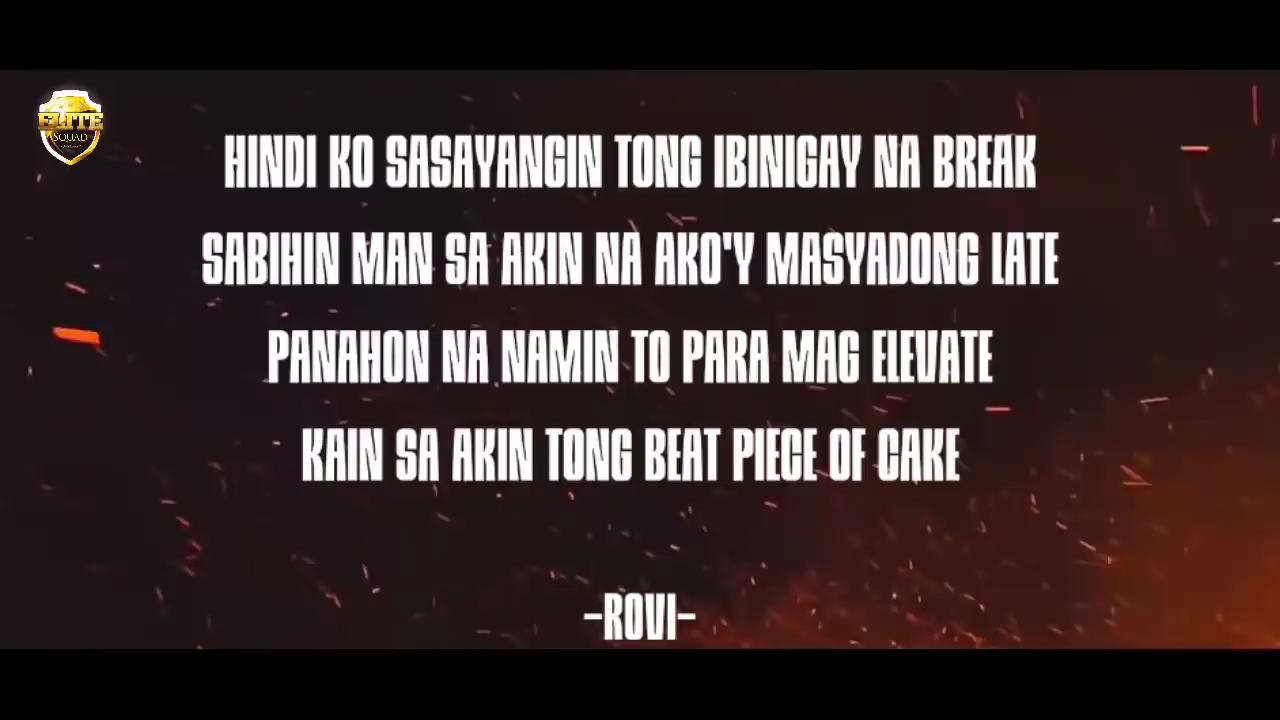 ELITE
SQUAD
HINDI KO SASAYANGIN TONG IBINIGAY NA BREAK
SABIHIN MAN SA AKIN NA AKO'Y MASYADONG LATE
PANAHON NA NAMIN TO PARA MAG ELEVATE
KAIN SA AKIN TONG BEAT PIECE OF CAKE
-ROVI-